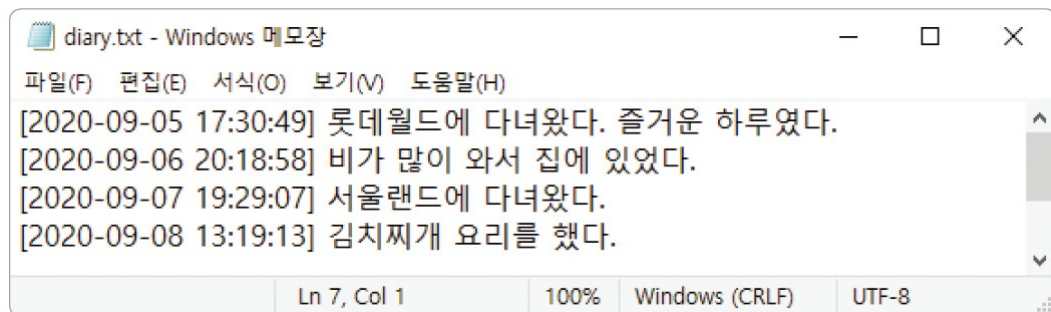 diary.txt - Windows 메모장
파일(F) 편집(E) 서식(O) 보기(V) 도움말(H)
[2020-09-05 17:30:49] 롯데월드에 다녀왔다. 즐거운 하루였다.
[2020-09-06 20:18:58] 비가 많이 와서 집에 있었다.
[2020-09-07 19:29:07] 서울랜드에 다녀왔다.
[2020-09-08 13:19:13] 김치찌개 요리를 했다.
Ln 7, Col 1 100% Windows (CRLF) UTF-8